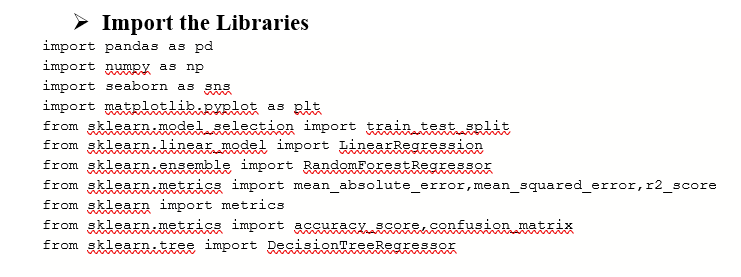 ➤ Import the Libraries
import pandas as pd
import numpy as np
import seaborn as sns
import matplotlib.pyplot as plt
from sklearn.model_selection import train_test_split
from sklearn.linear_model import LinearRegression
from sklearn.ensemble import RandomForestRegressor
from sklearn.metrics import mean_absolute_error,mean_squared_error,r2_score
from sklearn import metrics
from sklearn.metrics import accuracy_score,confusion_matrix
from sklearn.tree import DecisionTreeRegressor